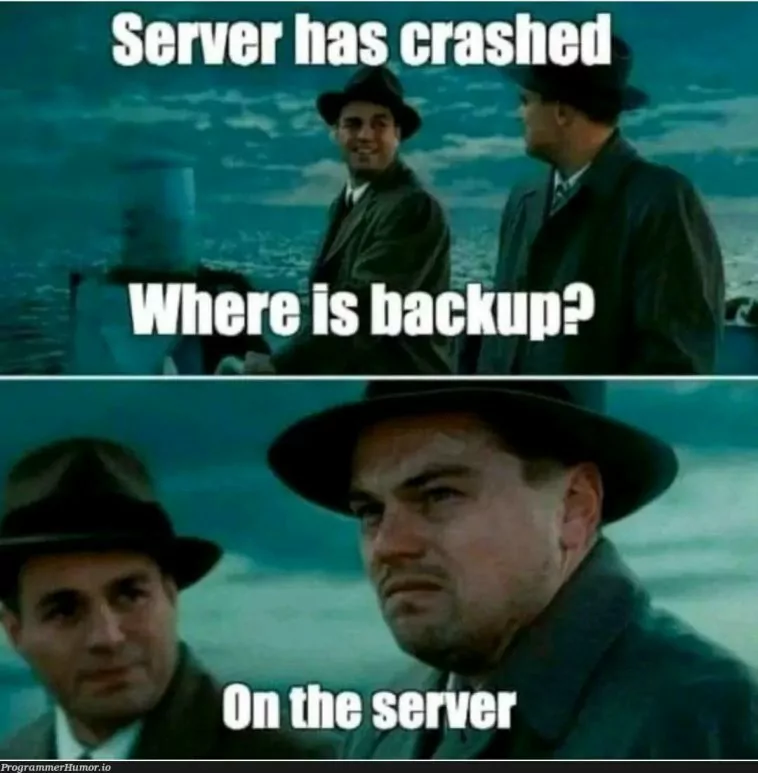 Server has crashed
Where is backup?
On the server
ProgrammerHumor.io